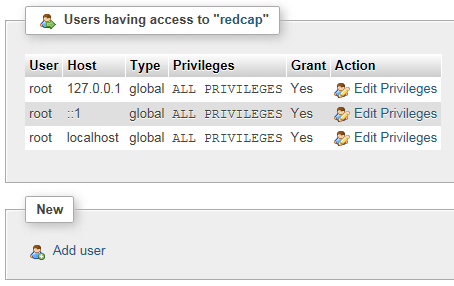 Users having access to "redcap"
User Host Type Privileges Grant Action
root 127.0.0.1 global ALL PRIVILEGES Yes Edit Privileges
root ::1 global ALL PRIVILEGES Yes Edit Privileges
root localhost global ALL PRIVILEGES Yes Edit Privileges
New
Add user